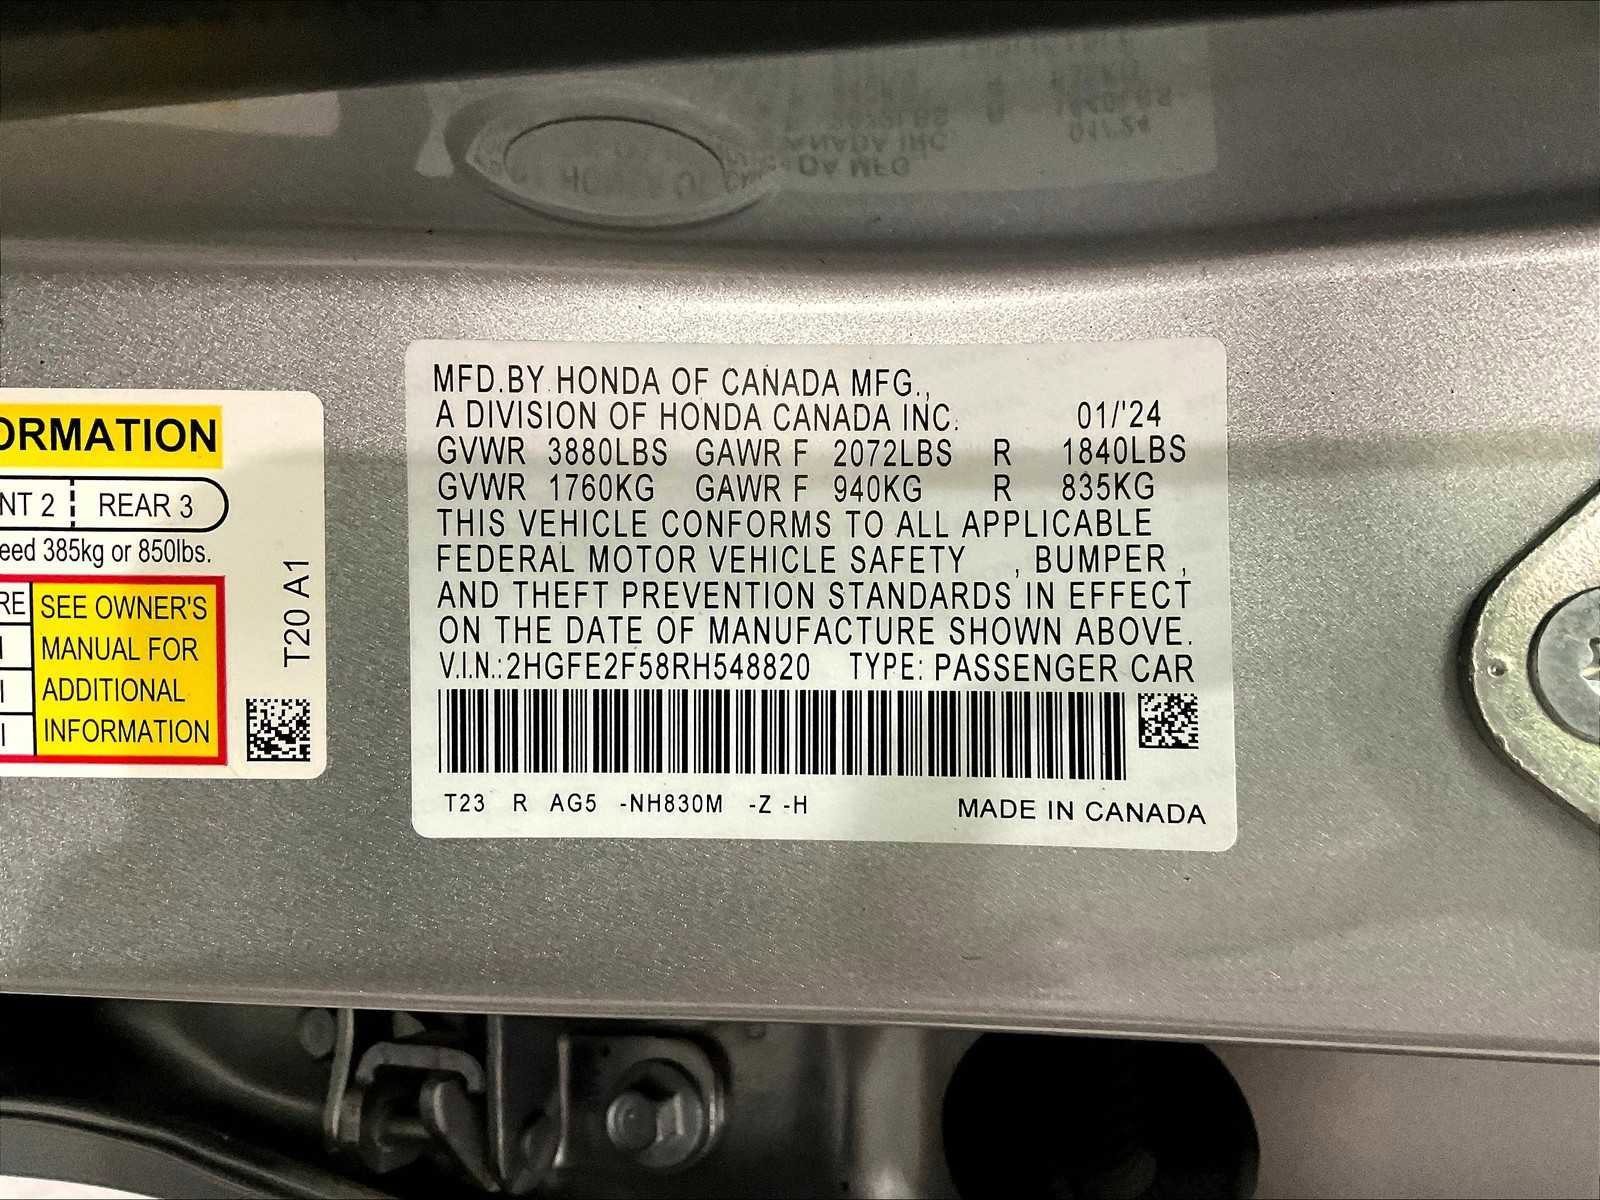 ORMATION
NT 2 REAR 3
eed 385kg or 850lbs.
RE SEE OWNER'S
MANUAL FOR
ADDITIONAL
INFORMATION
T20 A1
MFD.BY HONDA OF CANADA MFG.,
A DIVISION OF HONDA CANADA INC. 01/'24
GVWR 3880LBS GAWR F 2072LBS R 1840LBS
GVWR 1760KG GAWR F 940KG R 835KG
THIS VEHICLE CONFORMS TO ALL APPLICABLE
FEDERAL MOTOR VEHICLE SAFETY , BUMPER ,
AND THEFT PREVENTION STANDARDS IN EFFECT
ON THE DATE OF MANUFACTURE SHOWN ABOVE.
V.I.N.:2HGFE2F58RH548820 TYPE: PASSENGER CAR
T23 R AG5 -NH830M -Z -H MADE IN CANADA